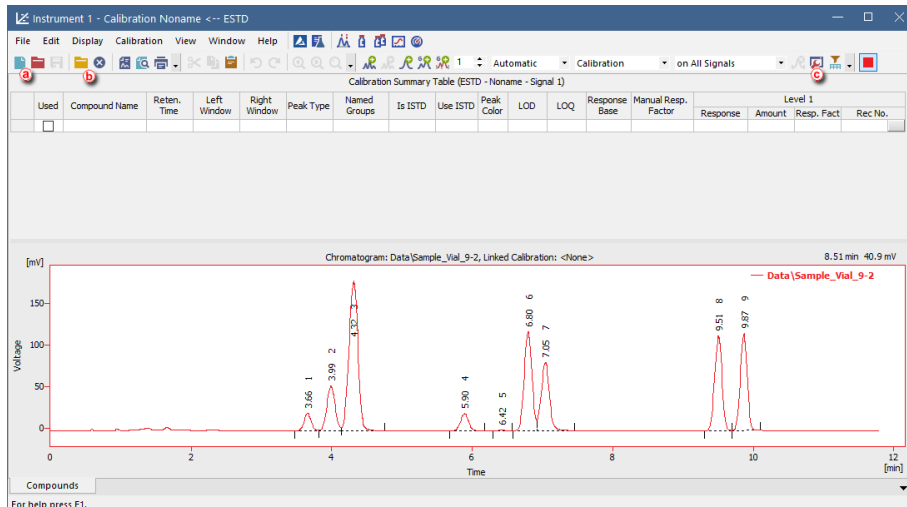 Instrument 1 - Calibration Noname <-- ESTD
File Edit Display Calibration View Window Help
1 Automatic Calibration on All Signals
a b c
Calibration Summary Table (ESTD - Noname - Signal 1)
Used Compound Name Reten. Time Left Window Right Window Peak Type Named Groups Is ISTD Use ISTD Peak Color LOD LOQ Response Base Manual Resp. Factor Level 1
Response Amount Resp. Fact Rec No.
Chromatogram: Data\Sample_Vial_9-2, Linked Calibration: <None> 8.51 min 40.9 mV
[mV]
Data\Sample_Vial_9-2
150
100
50
0
Voltage
3.66 1
3.99 2
4.32 3
5.90 4
6.42 5
6.80 6
7.05 7
9.51 8
9.87 9
0 2 4 6 8 10 12
Time [min]
Compounds
For help press F1.